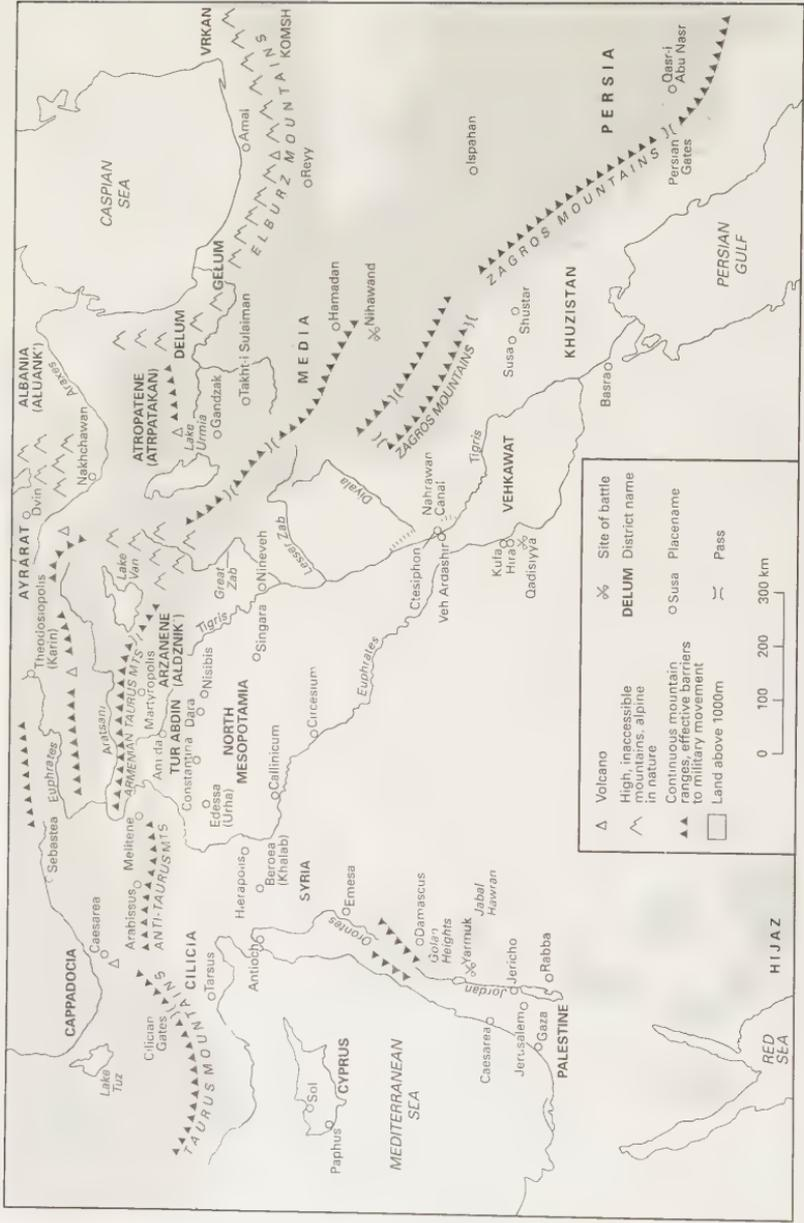 CAPPADOCIA
Lake
Tuz
Caesarea
Sebastea
Euphrates
Theodosiopolis
(Karin)
AYRARAT
Dvin
Nakhchawan
Araxes
ALBANIA
(ALUANK')
CASPIAN
SEA
VRKAN
ELBURZ MOUNTAINS
KOMSH
Amal
Reyy
GELUM
DELUM
ATROPATENE
(ATRPATAKAN)
Lake
Urmia
Gandzak
Takht-i Sulaiman
Cilician
Gates
TAURUS MOUNTAINS
CILICIA
Tarsus
Arabissus
Melitene
ANTI-TAURUS MTS
Aratsani
ARMENIAN TAURUS MTS
Lake
Van
Martyropolis
ARZANENE
(ALDZNIK')
Amida
TUR ABDIN
Constantina
Dara
Nisibis
NORTH
MESOPOTAMIA
Edessa
(Urha)
Callinicum
Circesium
Singara
Tigris
Great
Zab
Nineveh
Lesser Zab
MEDIA
Hamadan
Nihawand
Ispahan
Hierapolis
Beroea
(Khalab)
SYRIA
Antioch
Orontes
Emesa
Sol
Paphus
CYPRUS
MEDITERRANEAN
SEA
Damascus
Golan
Heights
Yarmuk
Jabal
Hawran
Caesarea
Jordan
Jericho
Jerusalem
Rabba
Gaza
PALESTINE
RED
SEA
HIJAZ
Euphrates
Diyala
Ctesiphon
Veh Ardashir
Nahrawan
Canal
Kufa
Hira
Qadisiyya
VEHKAWAT
Tigris
ZAGROS MOUNTAINS
Susa
Shustar
KHUZISTAN
Basra
ZAGROS MOUNTAINS
PERSIA
Persian
Gates
Qasr-i
Abu Nasr
PERSIAN
GULF
Volcano
High, inaccessible
mountains, alpine
in nature
Continuous mountain
ranges, effective barriers
to military movement
Land above 1000m
Site of battle
DELUM District name
Susa Placename
Pass
0 100 200 300 km